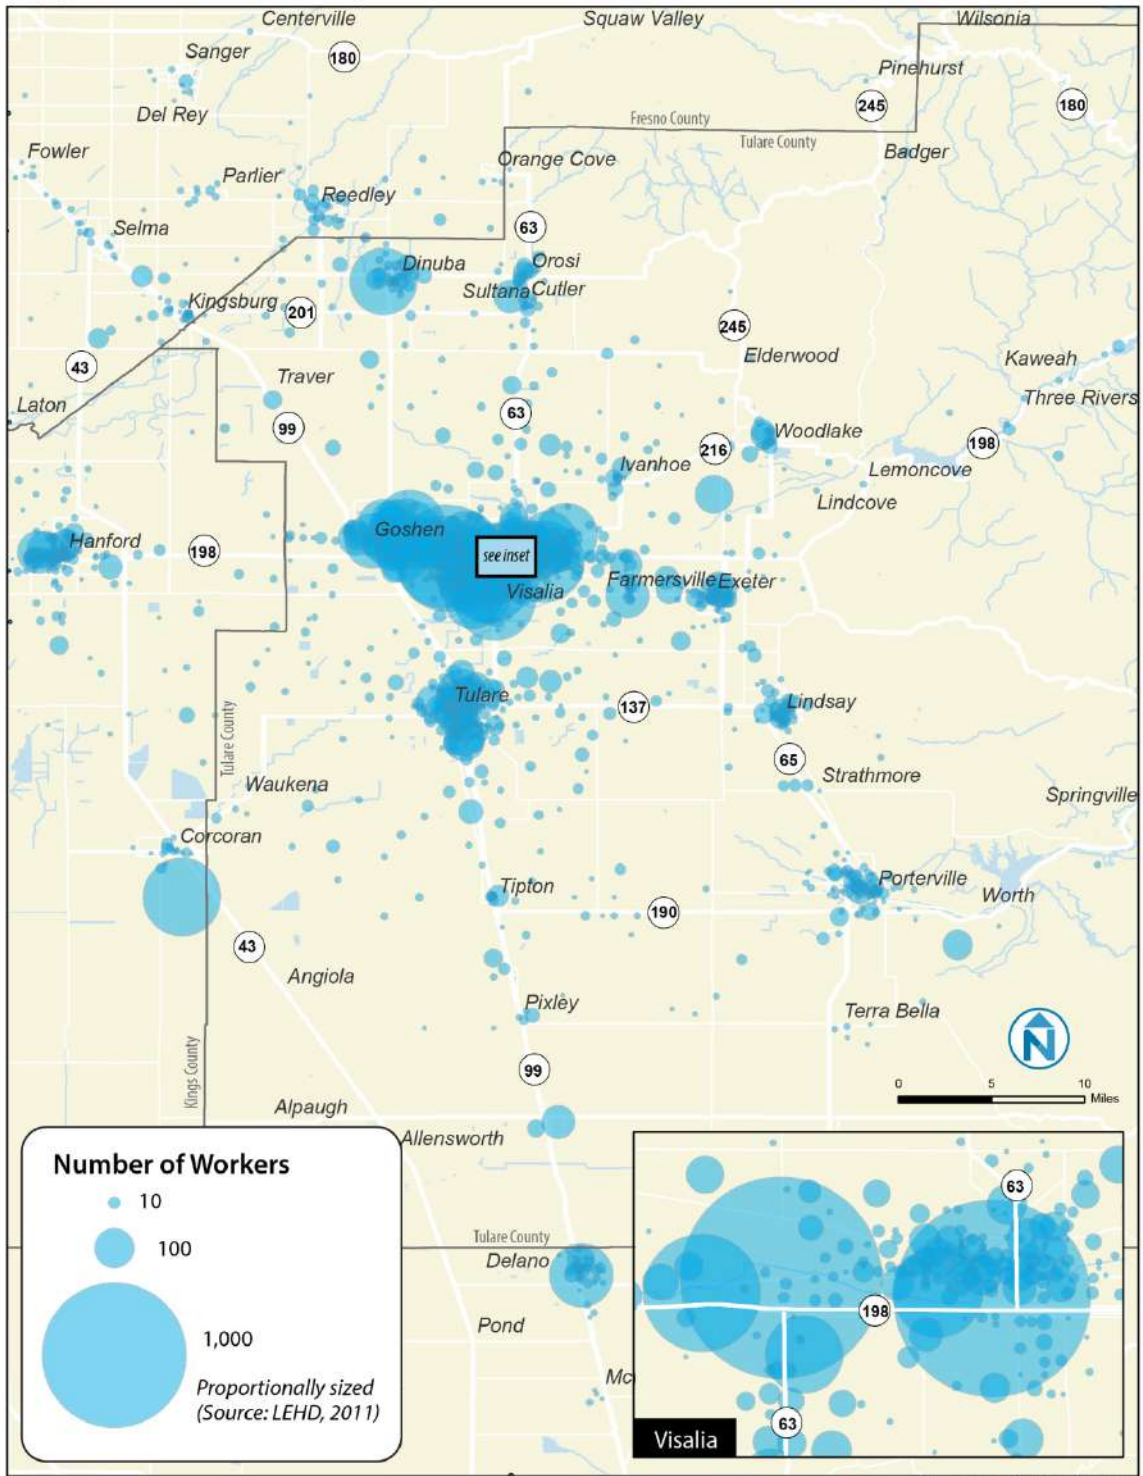 Centerville
Squaw Valley
Wilsonia
Sanger
180
Pinehurst
Del Rey
245
180
Fresno County
Tulare County
Fowler
Orange Cove
Badger
Parlier
Reedley
Selma
63
Dinuba
Orosi
Sultana
Cutler
Kingsburg
201
245
Elderwood
Kaweah
43
Traver
Three Rivers
Laton
99
63
Woodlake
216
198
Ivanhoe
Lemoncove
Lindcove
Goshen
Hanford
198
see inset
Visalia
Farmersville
Exeter
Tulare
137
Lindsay
Tulare County
65
Strathmore
Waukena
Springville
Corcoran
Tipton
Porterville
Worth
190
43
Angiola
Pixley
Terra Bella
N
Kings County
99
0
5
10
Miles
Alpaugh
Allensworth
Number of Workers
10
100
1,000
Proportionally sized
(Source: LEHD, 2011)
Tulare County
Delano
Pond
Mc
63
198
63
Visalia